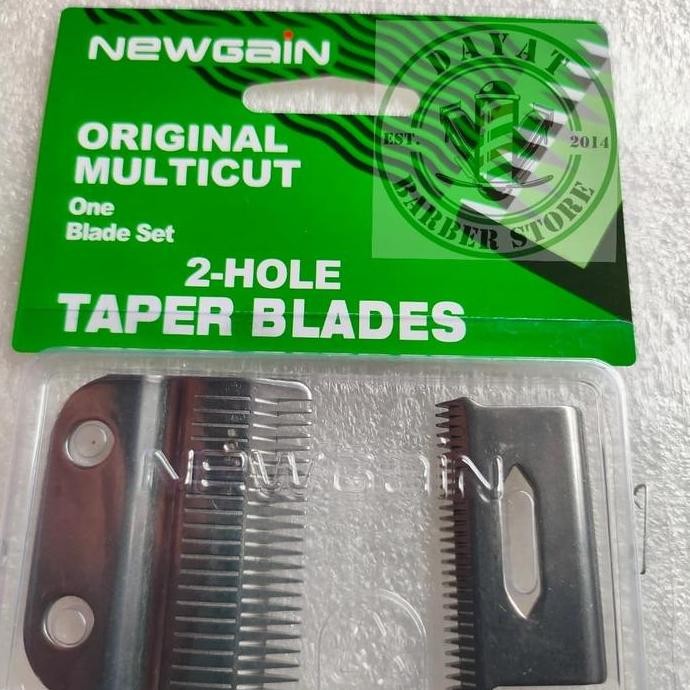 NEWGAIN
DAYAT
EST.
2014
BARBER STORE
ORIGINAL
MULTICUT
One
Blade Set
2-HOLE
TAPER BLADES
NEWGAIN